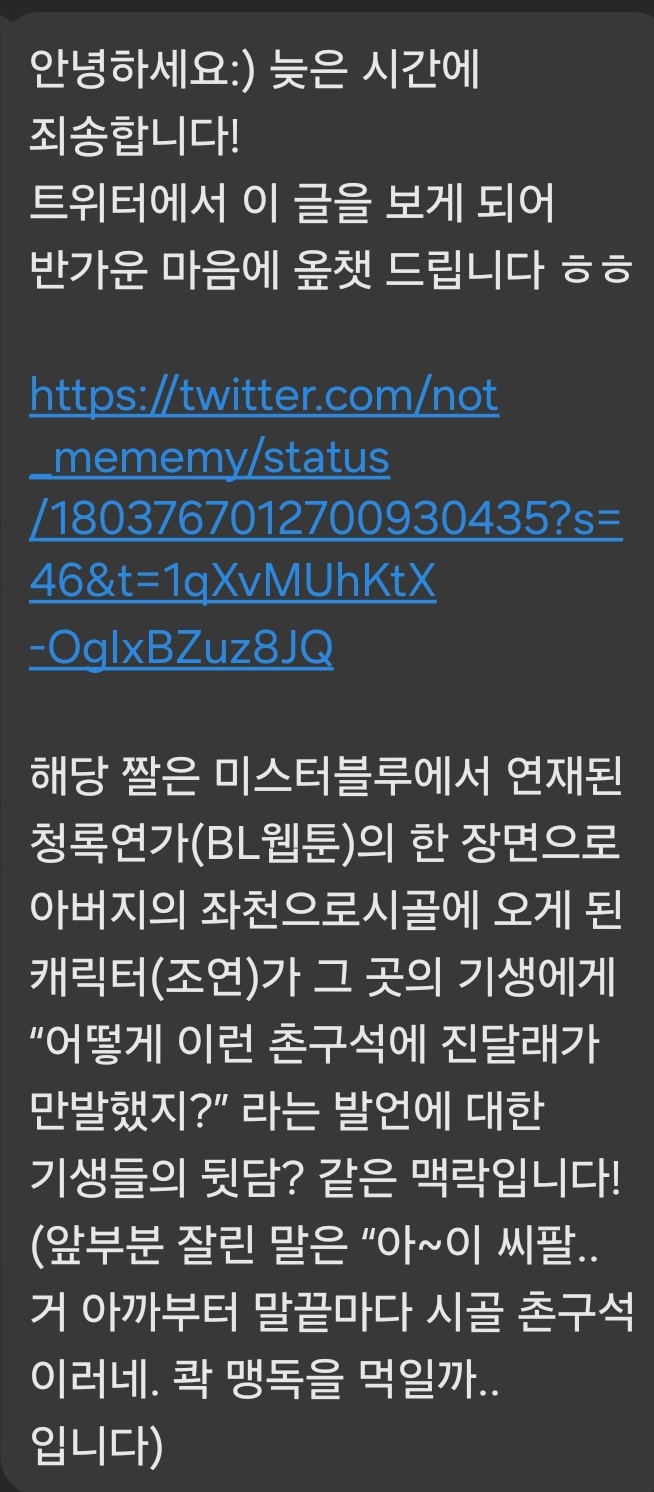 안녕하세요:) 늦은 시간에
죄송합니다!
트위터에서 이 글을 보게 되어
반가운 마음에 옾챗 드립니다 ㅎㅎ
https://twitter.com/not
_mememy/status
/1803767012700930435?s=
46&t=1qXvMUhKtX
-OglxBZuz8JQ
해당 짤은 미스터블루에서 연재된
청록연가(BL웹툰)의 한 장면으로
아버지의 좌천으로시골에 오게 된
캐릭터(조연)가 그 곳의 기생에게
“어떻게 이런 촌구석에 진달래가
만발했지?” 라는 발언에 대한
기생들의 뒷담? 같은 맥락입니다!
(앞부분 잘린 말은 “아~이 씨팔..
거 아까부터 말끝마다 시골 촌구석
이러네. 콱 맹독을 먹일까..
입니다)